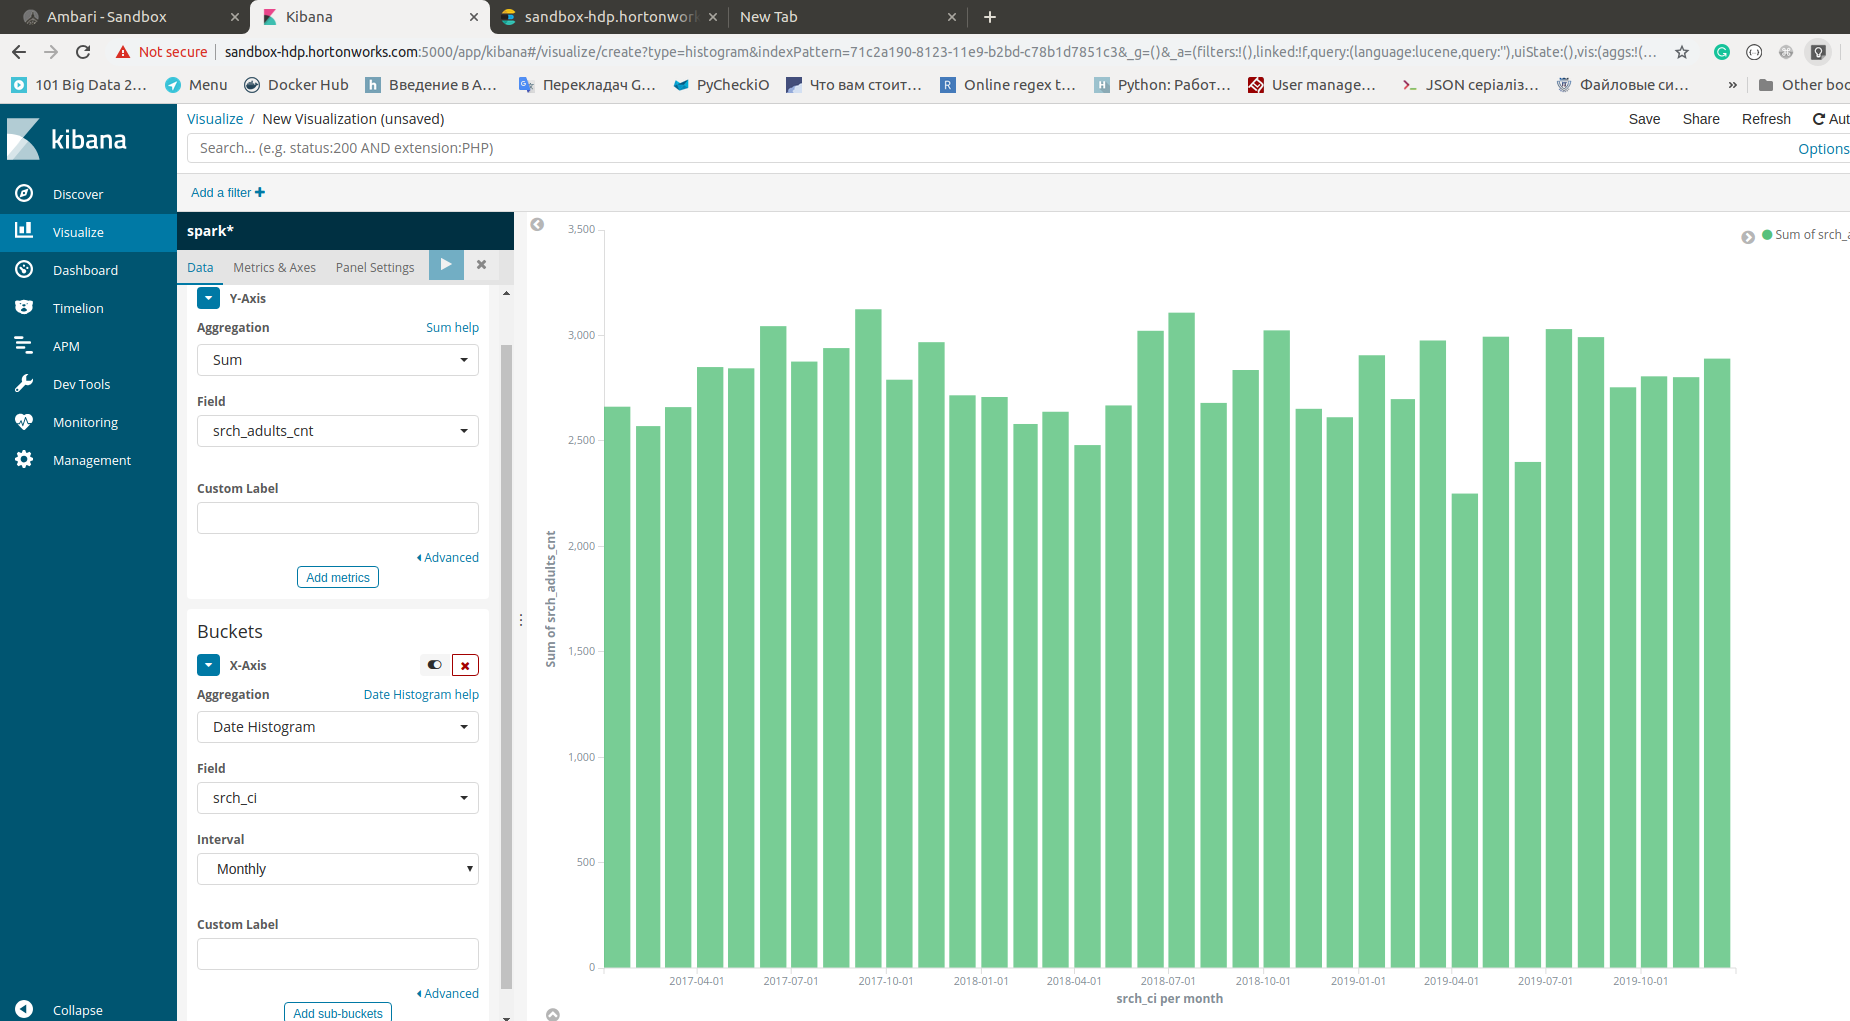 Ambari - Sandbox
Kibana
sandbox-hdp.hortonwor
New Tab
Not secure
sandbox-hdp.hortonworks.com:5000/app/kibana#/visualize/create?type=histogram&indexPattern=71c2a190-8123-11e9-b2bd-c78b1d7851c3&_g=()&_a=(filters:!(),linked:!f,query:(language:lucene,query:''),uiState:(),vis:(aggs:!(...
101 Big Data 2...
Menu
Docker Hub
Введение в А...
Перекладач G...
PyCheckiO
Что вам стоит...
Online regex t...
Python: Работ...
User manage...
JSON серіаліз...
Файловые си...
»
Other boo
kibana
Discover
Visualize
Dashboard
Timelion
APM
Dev Tools
Monitoring
Management
Collapse
Visualize / New Visualization (unsaved)
Save
Share
Refresh
Aut
Search... (e.g. status:200 AND extension:PHP)
Options
Add a filter
spark*
Data
Metrics & Axes
Panel Settings
Y-Axis
Aggregation
Sum help
Sum
Field
srch_adults_cnt
Custom Label
Advanced
Add metrics
Buckets
X-Axis
Aggregation
Date Histogram help
Date Histogram
Field
srch_ci
Interval
Monthly
Custom Label
Advanced
Add sub-buckets
Sum of srch_a
Sum of srch_adults_cnt
3,500
3,000
2,500
2,000
1,500
1,000
500
0
2017-04-01
2017-07-01
2017-10-01
2018-01-01
2018-04-01
2018-07-01
2018-10-01
2019-01-01
2019-04-01
2019-07-01
2019-10-01
srch_ci per month